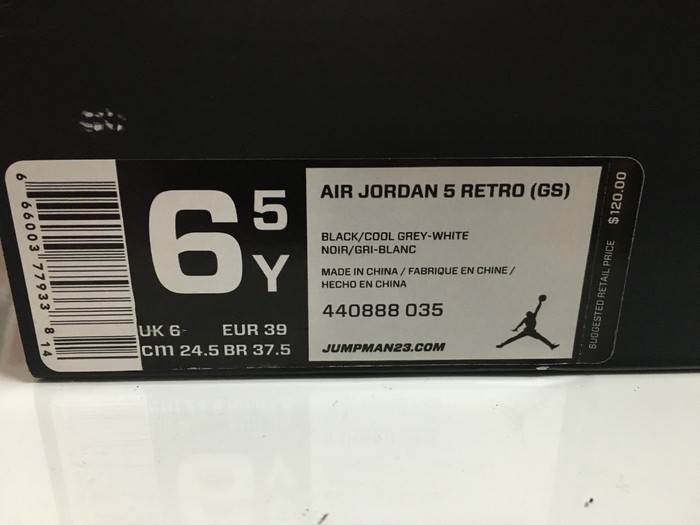 6 66003 77933 8 14
6 5
Y
UK 6- EUR 39
cm 24.5 BR 37.5
AIR JORDAN 5 RETRO (GS)
BLACK/COOL GREY-WHITE
NOIR/GRI-BLANC
MADE IN CHINA / FABRIQUE EN CHINE /
HECHO EN CHINA
440888 035
JUMPMAN23.COM
SUGGESTED RETAIL PRICE $120.00